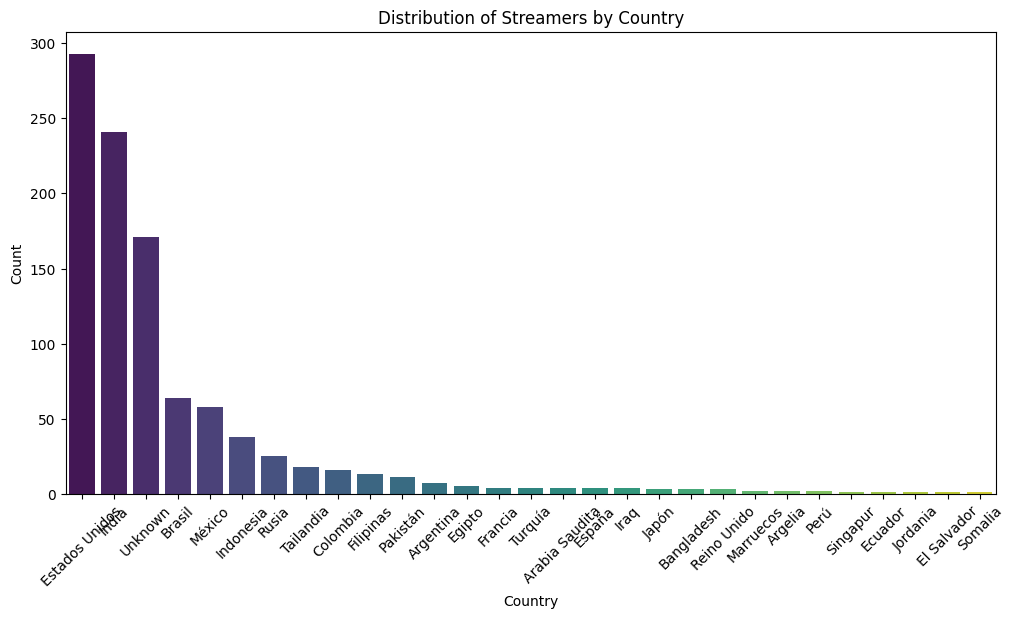 Distribution of Streamers by Country
Count
300
250
200
150
100
50
0
Estados Unidos
India
Unknown
Brasil
México
Indonesia
Rusia
Tailandia
Colombia
Filipinas
Pakistán
Argentina
Egipto
Francia
Turquía
Arabia Saudita
España
Iraq
Japón
Bangladesh
Reino Unido
Marruecos
Argelia
Perú
Singapur
Ecuador
Jordania
El Salvador
Somalia
Country